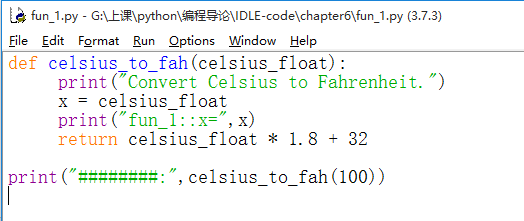 fun_1.py - G:\上课\python\编程导论\IDLE-code\chapter6\fun_1.py (3.7.3)
File Edit Format Run Options Window Help
def celsius_to_fah(celsius_float):
    print("Convert Celsius to Fahrenheit.")
    x = celsius_float
    print("fun_1::x=",x)
    return celsius_float * 1.8 + 32
print("########:",celsius_to_fah(100))